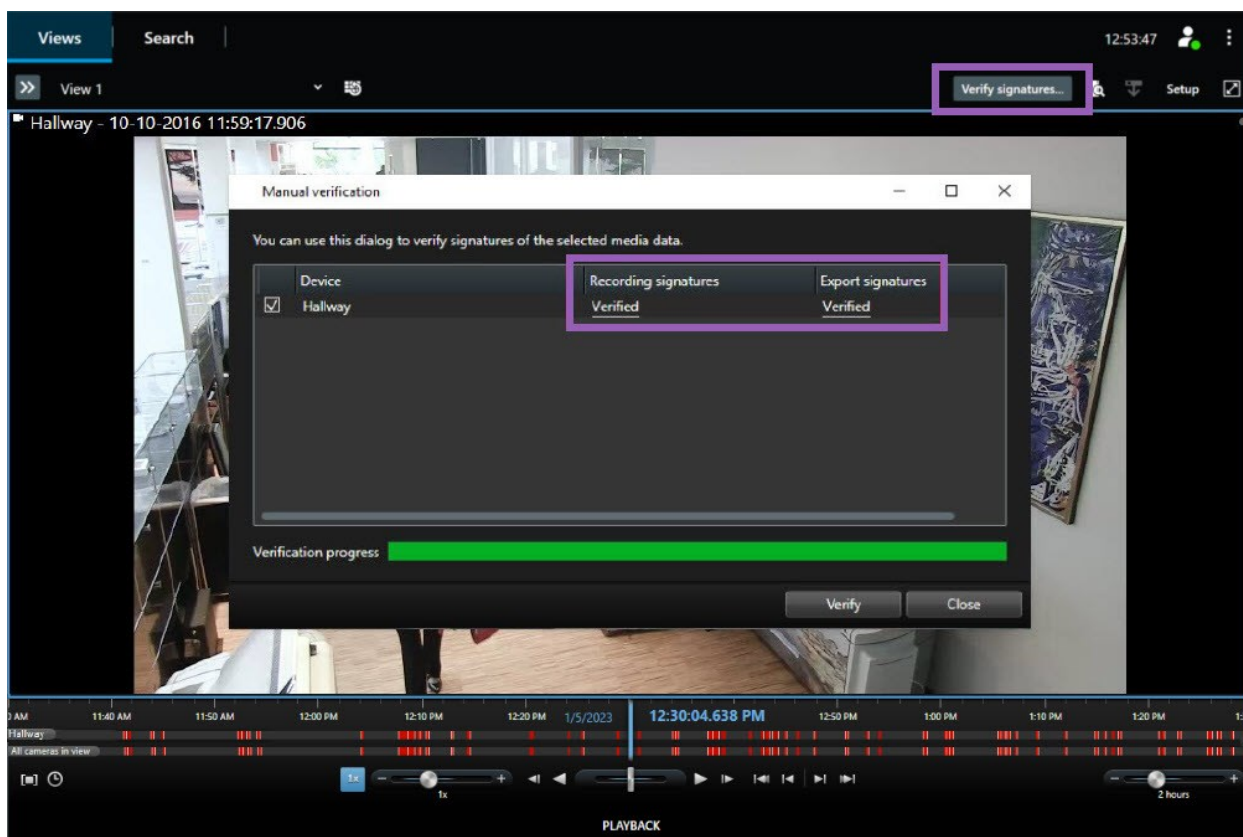 Views Search 12:53:47
View 1 Verify signatures... Setup
Hallway - 10-10-2016 11:59:17.906
Manual verification
You can use this dialog to verify signatures of the selected media data.
Device Recording signatures Export signatures
Hallway Verified Verified
Verification progress
Verify Close
AM 11:40 AM 11:50 AM 12:00 PM 12:10 PM 12:20 PM 1/5/2023 12:30:04.638 PM 12:50 PM 1:00 PM 1:10 PM 1:20 PM 1:
Hallway
All cameras in view
1x
1x 2 hours
PLAYBACK